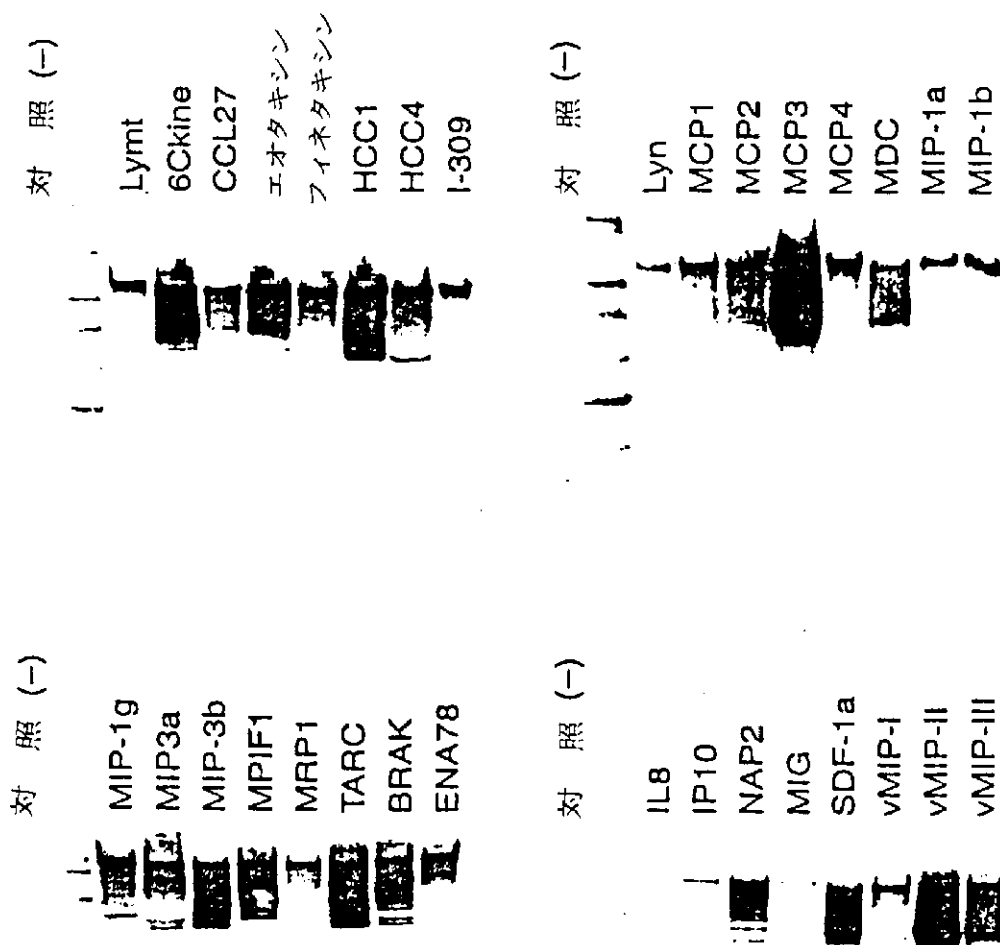 対 照 (−)
Lymt
6Ckine
CCL27
エオタキシン
フィネタキシン
HCC1
HCC4
I-309
対 照 (−)
Lyn
MCP1
MCP2
MCP3
MCP4
MDC
MIP-1a
MIP-1b
対 照 (−)
MIP-1g
MIP3a
MIP-3b
MPIF1
MRP1
TARC
BRAK
ENA78
対 照 (−)
IL8
IP10
NAP2
MIG
SDF-1a
vMIP-I
vMIP-II
vMIP-III